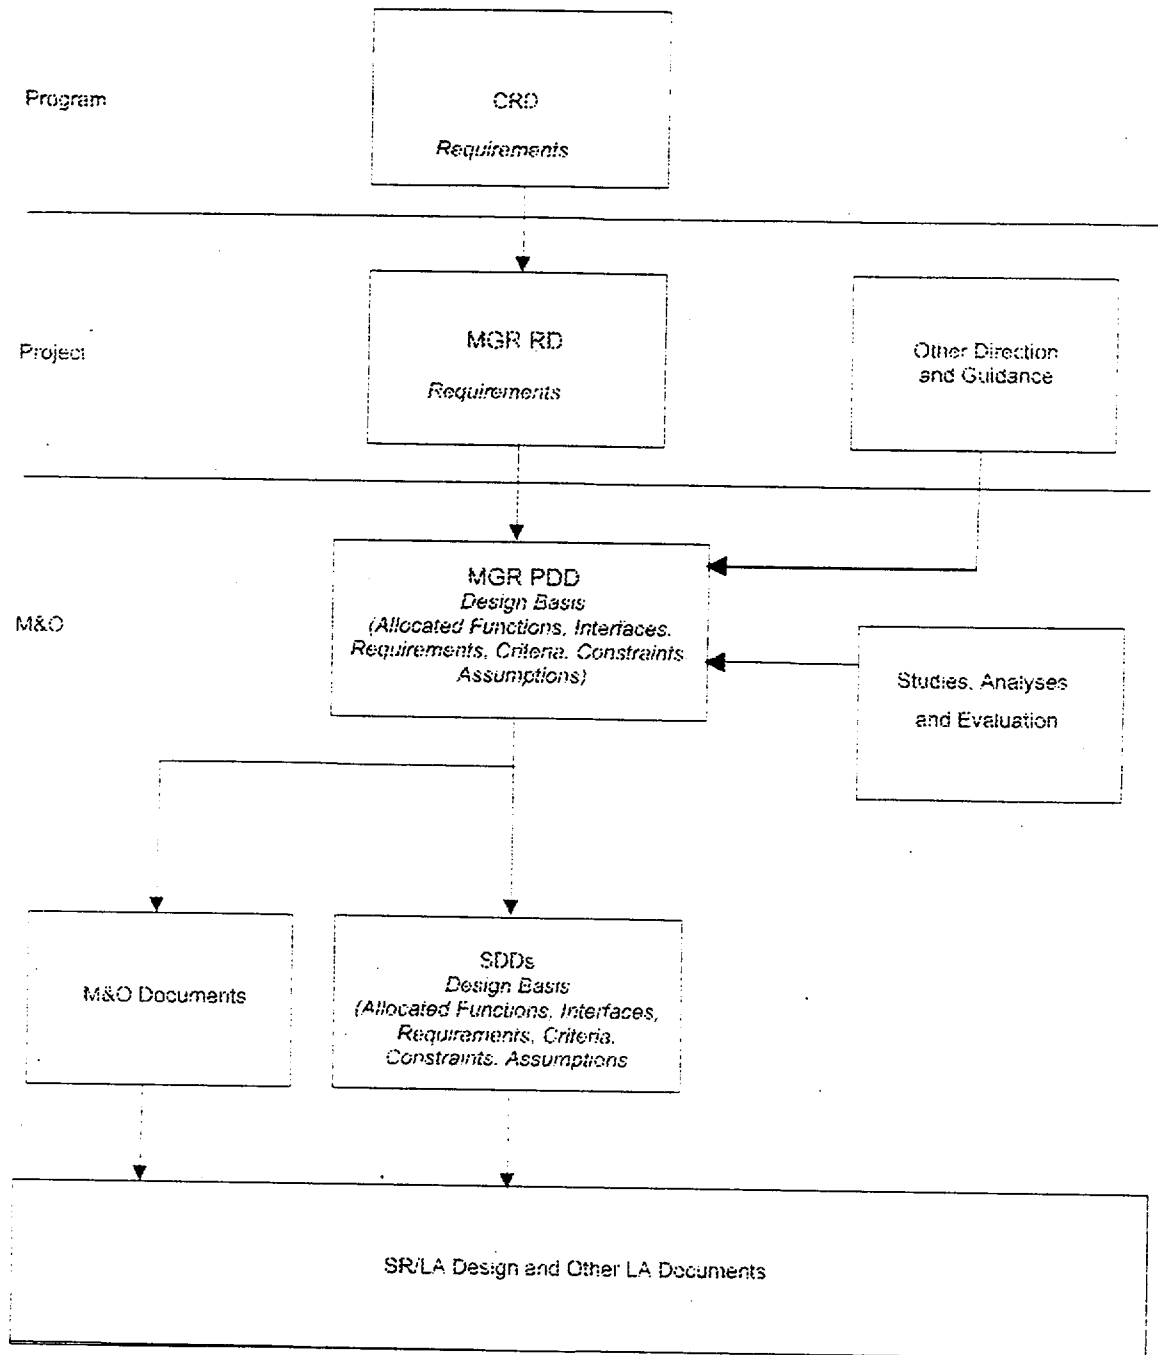 Program
CRD
Requirements
Project
MGR RD
Requirements
Other Direction
and Guidance
M&O
MGR PDD
Design Basis
(Allocated Functions, Interfaces.
Requirements, Criteria. Constraints
Assumptions)
Studies, Analyses
and Evaluation
M&O Documents
SDDs
Design Basis
(Allocated Functions, Interfaces,
Requirements, Criteria.
Constraints. Assumptions
SR/LA Design and Other LA Documents